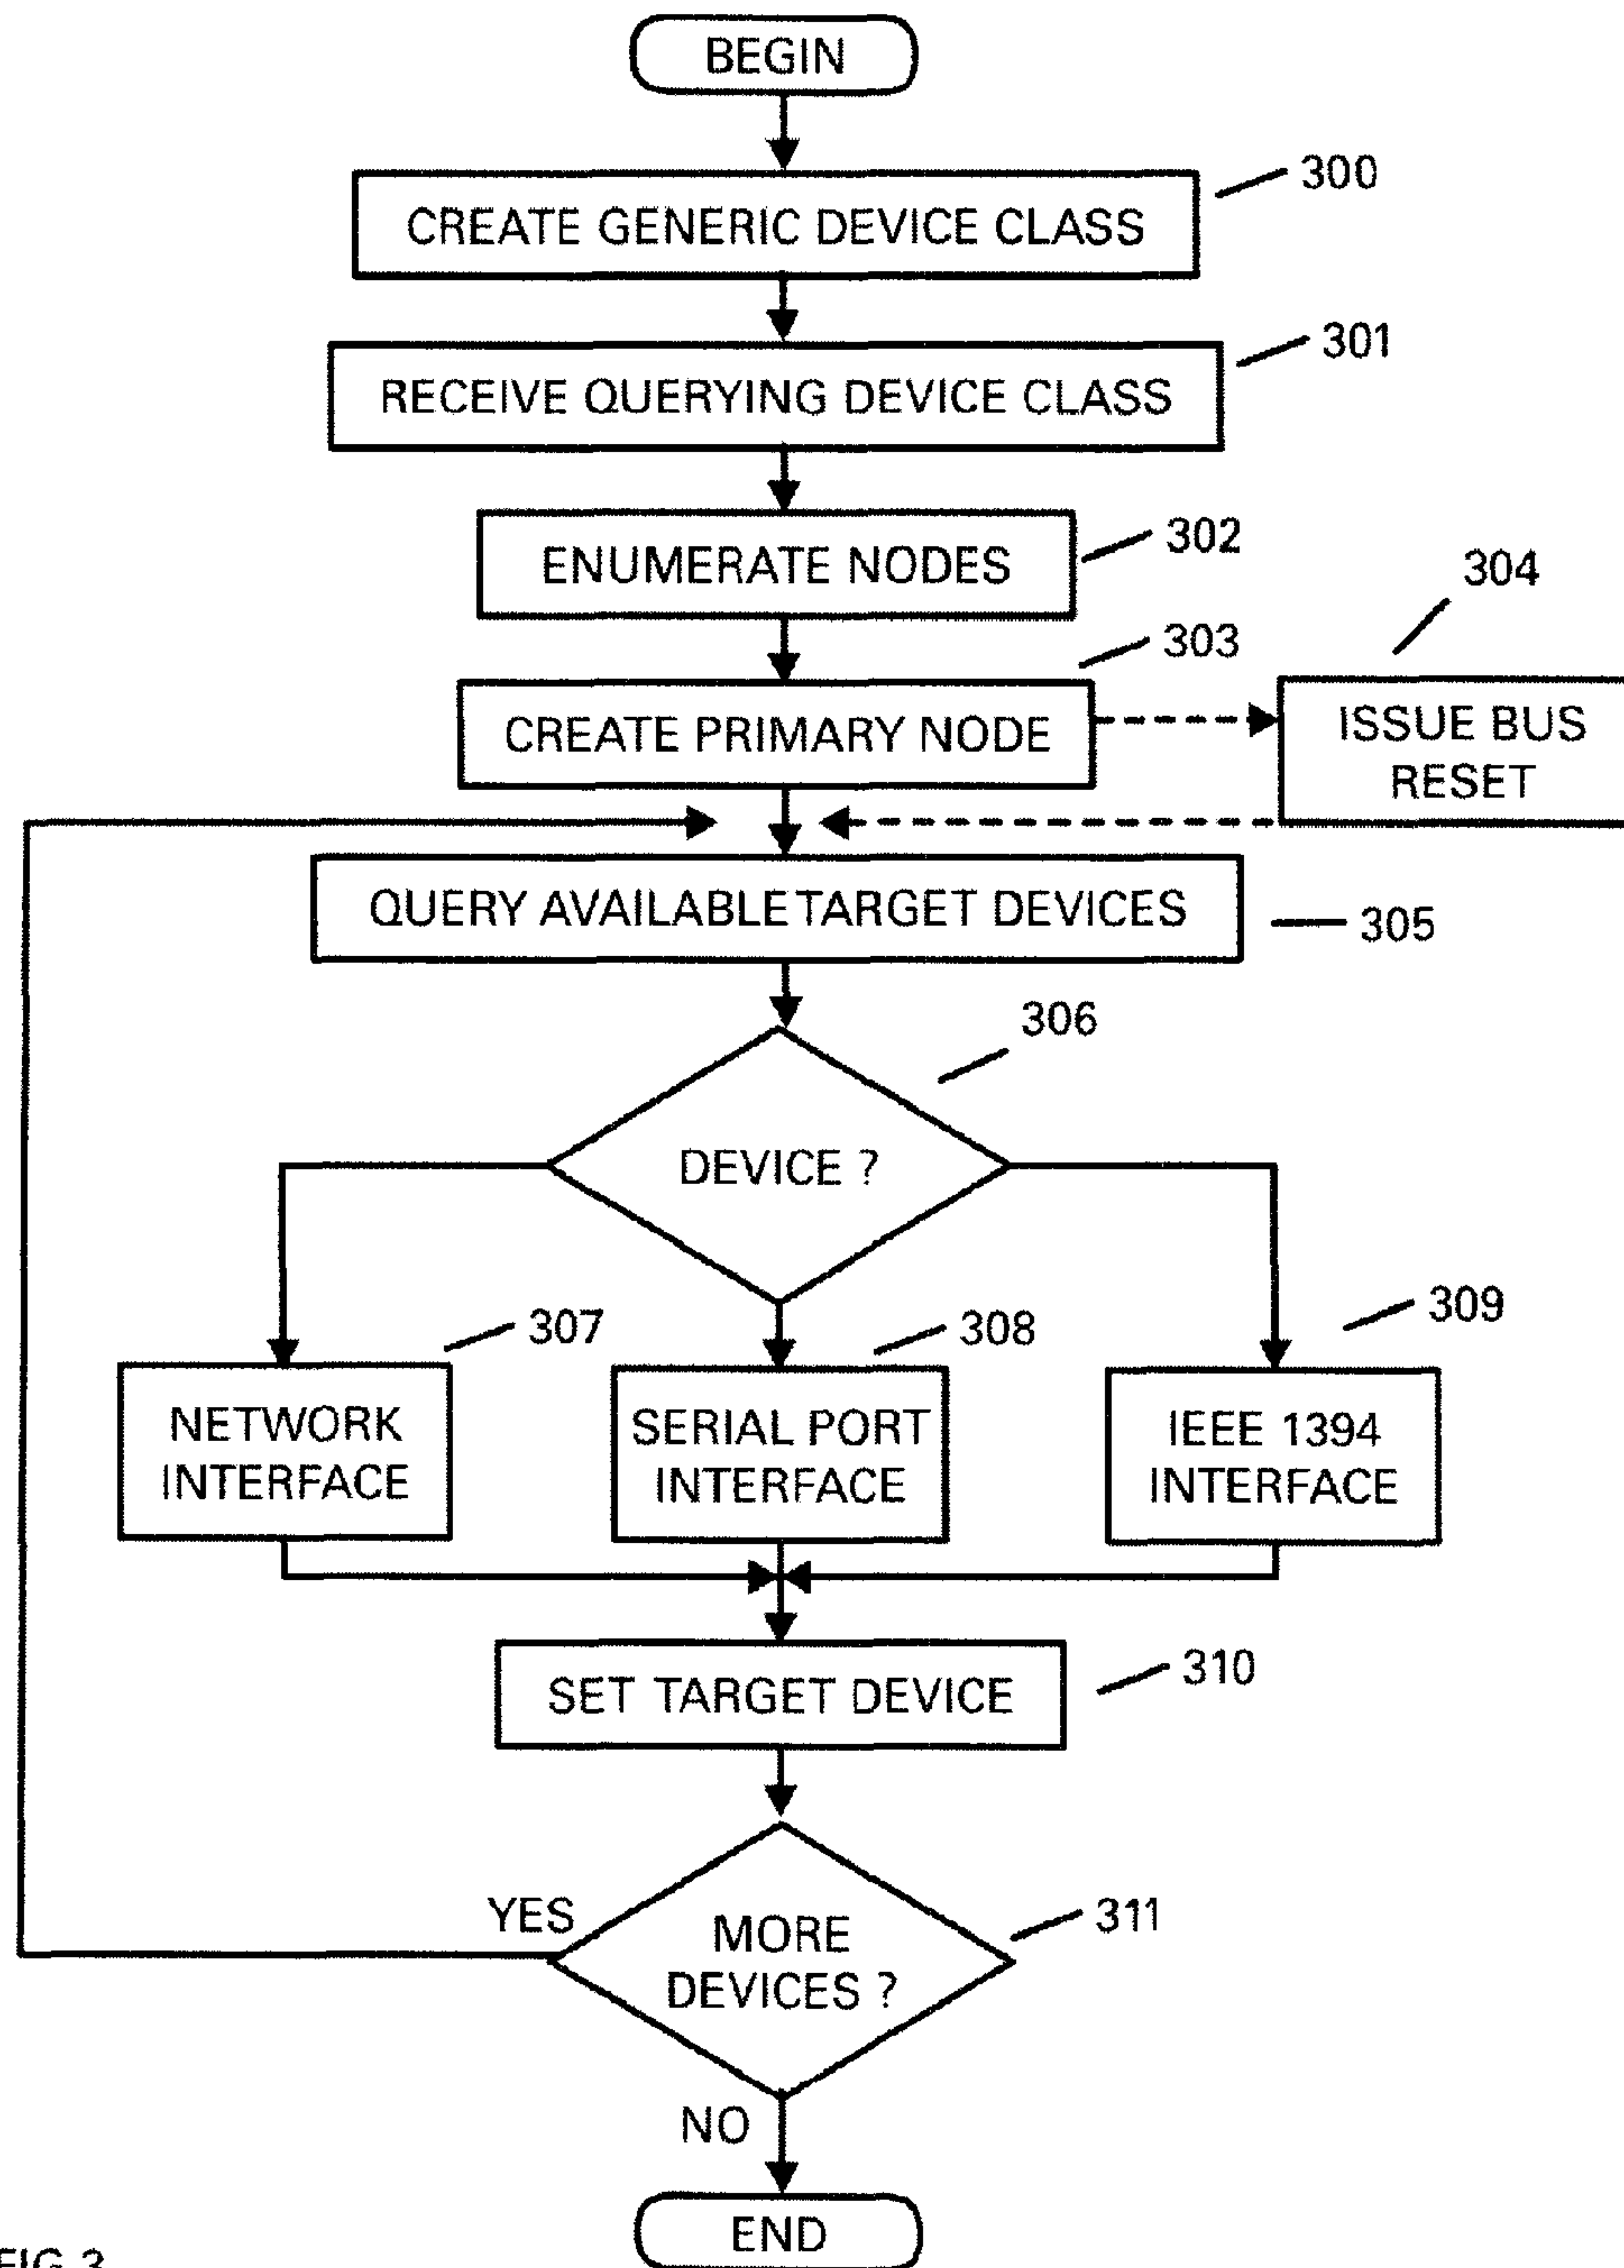 BEGIN
300
CREATE GENERIC DEVICE CLASS
301
RECEIVE QUERYING DEVICE CLASS
302
ENUMERATE NODES
304
303
CREATE PRIMARY NODE
ISSUE BUS
RESET
QUERY AVAILABLE TARGET DEVICES
305
306
DEVICE ?
307
308
309
NETWORK
INTERFACE
SERIAL PORT
INTERFACE
IEEE 1394
INTERFACE
SET TARGET DEVICE
310
YES
MORE
DEVICES ?
311
NO
END
FIG 3